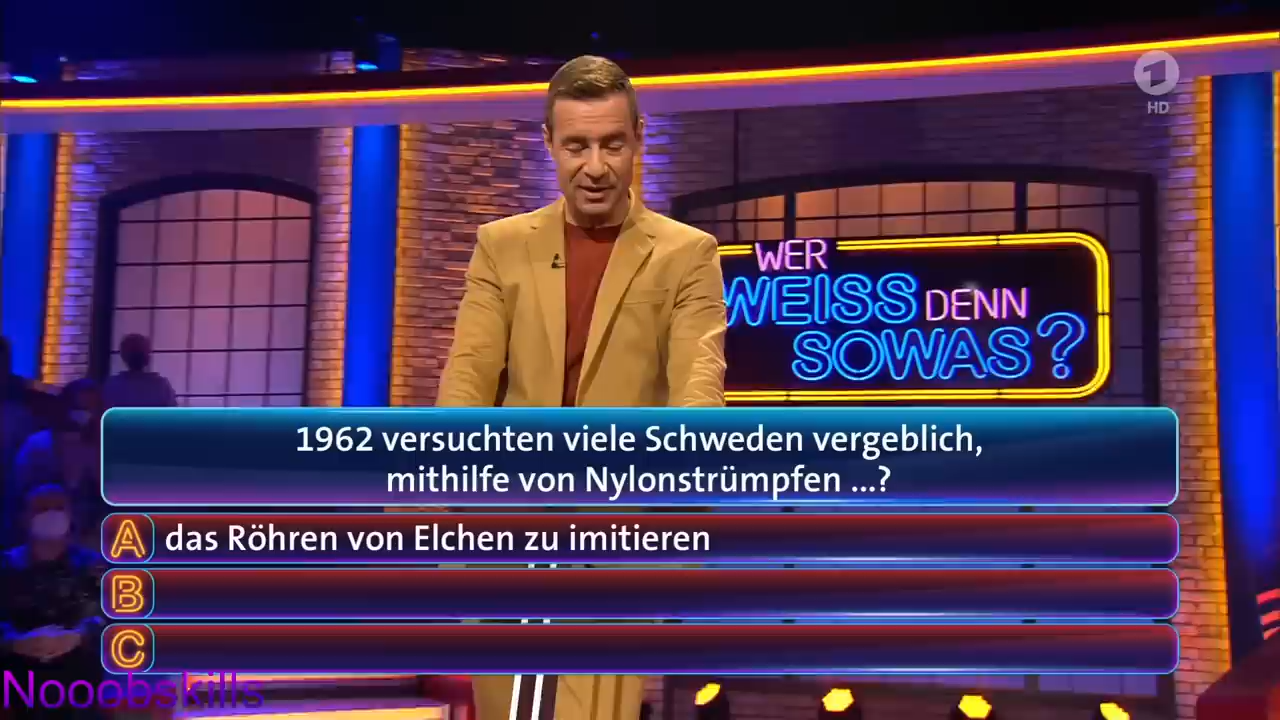 1
HD
WER
WEISS DENN
SOWAS?
1962 versuchten viele Schweden vergeblich,
mithilfe von Nylonstrümpfen ...?
A das Röhren von Elchen zu imitieren
B
C
Nooobskills